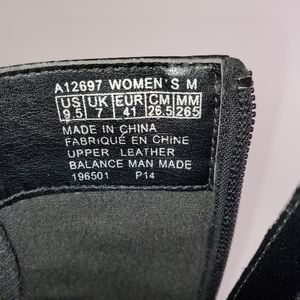 A12697 WOMEN'S M
US UK EUR CM MM
9.5 7 41 26.5 265
MADE IN CHINA
FABRIQUÉ EN CHINE
UPPER LEATHER
BALANCE MAN MADE
196501 P14